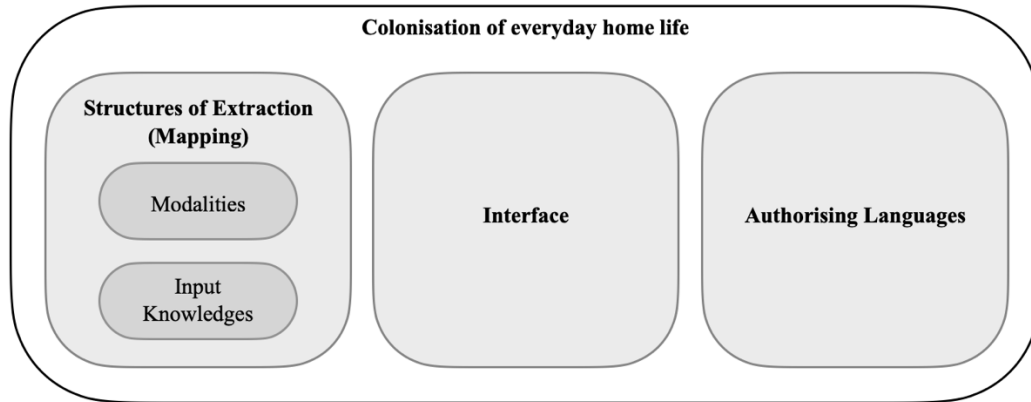 Colonisation of everyday home life
Structures of Extraction
(Mapping)
Modalities
Input
Knowledges
Interface
Authorising Languages